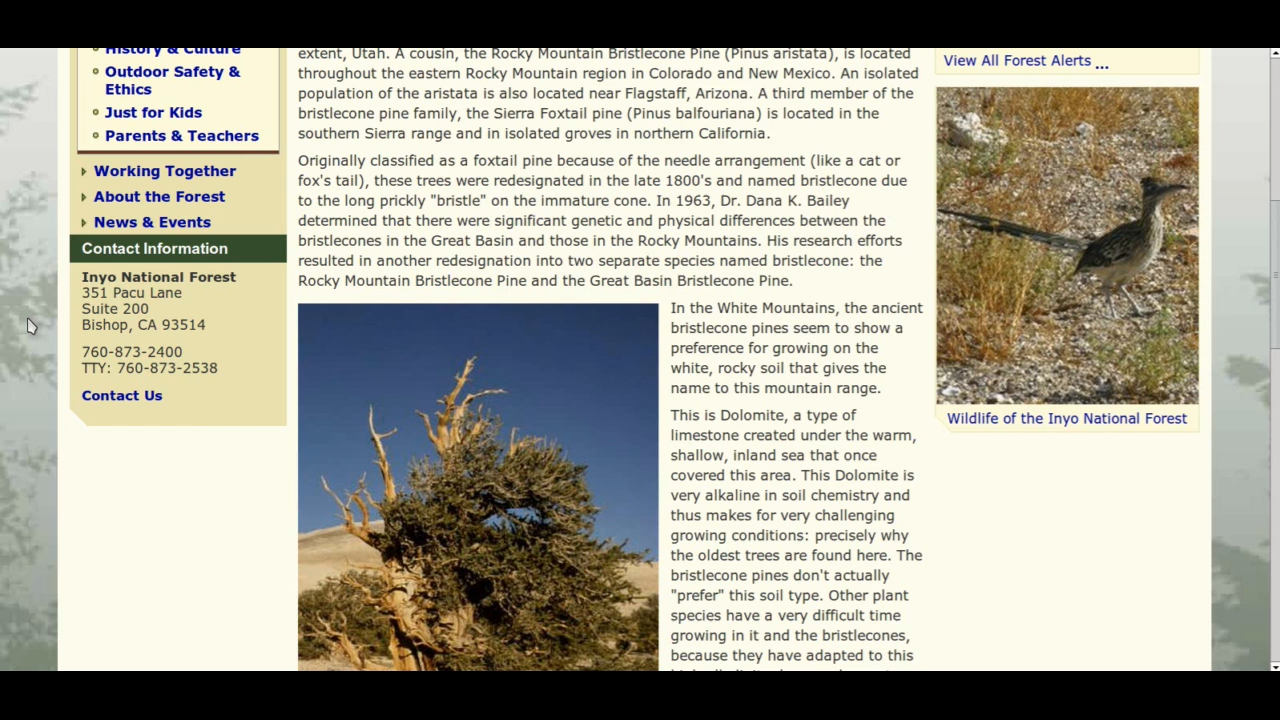 History & Culture
Outdoor Safety &
Ethics
Just for Kids
Parents & Teachers
Working Together
About the Forest
News & Events
Contact Information
Inyo National Forest
351 Pacu Lane
Suite 200
Bishop, CA 93514
760-873-2400
TTY: 760-873-2538
Contact Us
extent, Utah. A cousin, the Rocky Mountain Bristlecone Pine (Pinus aristata), is located
throughout the eastern Rocky Mountain region in Colorado and New Mexico. An isolated
population of the aristata is also located near Flagstaff, Arizona. A third member of the
bristlecone pine family, the Sierra Foxtail pine (Pinus balfouriana) is located in the
southern Sierra range and in isolated groves in northern California.
Originally classified as a foxtail pine because of the needle arrangement (like a cat or
fox's tail), these trees were redesignated in the late 1800's and named bristlecone due
to the long prickly "bristle" on the immature cone. In 1963, Dr. Dana K. Bailey
determined that there were significant genetic and physical differences between the
bristlecones in the Great Basin and those in the Rocky Mountains. His research efforts
resulted in another redesignation into two separate species named bristlecone: the
Rocky Mountain Bristlecone Pine and the Great Basin Bristlecone Pine.
In the White Mountains, the ancient
bristlecone pines seem to show a
preference for growing on the
white, rocky soil that gives the
name to this mountain range.
This is Dolomite, a type of
limestone created under the warm,
shallow, inland sea that once
covered this area. This Dolomite is
very alkaline in soil chemistry and
thus makes for very challenging
growing conditions: precisely why
the oldest trees are found here. The
bristlecone pines don't actually
"prefer" this soil type. Other plant
species have a very difficult time
growing in it and the bristlecones,
because they have adapted to this
View All Forest Alerts ...
Wildlife of the Inyo National Forest